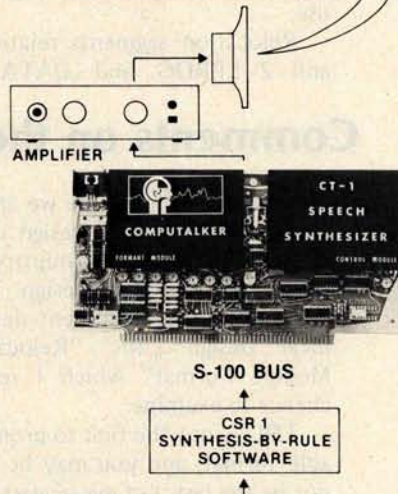 AMPLIFIER
COMPUTALKER
FORMANT MODULE
CT-1
SPEECH
SYNTHESIZER
CONTROL MODULE
S-100 BUS
CSR 1
SYNTHESIS-BY-RULE
SOFTWARE